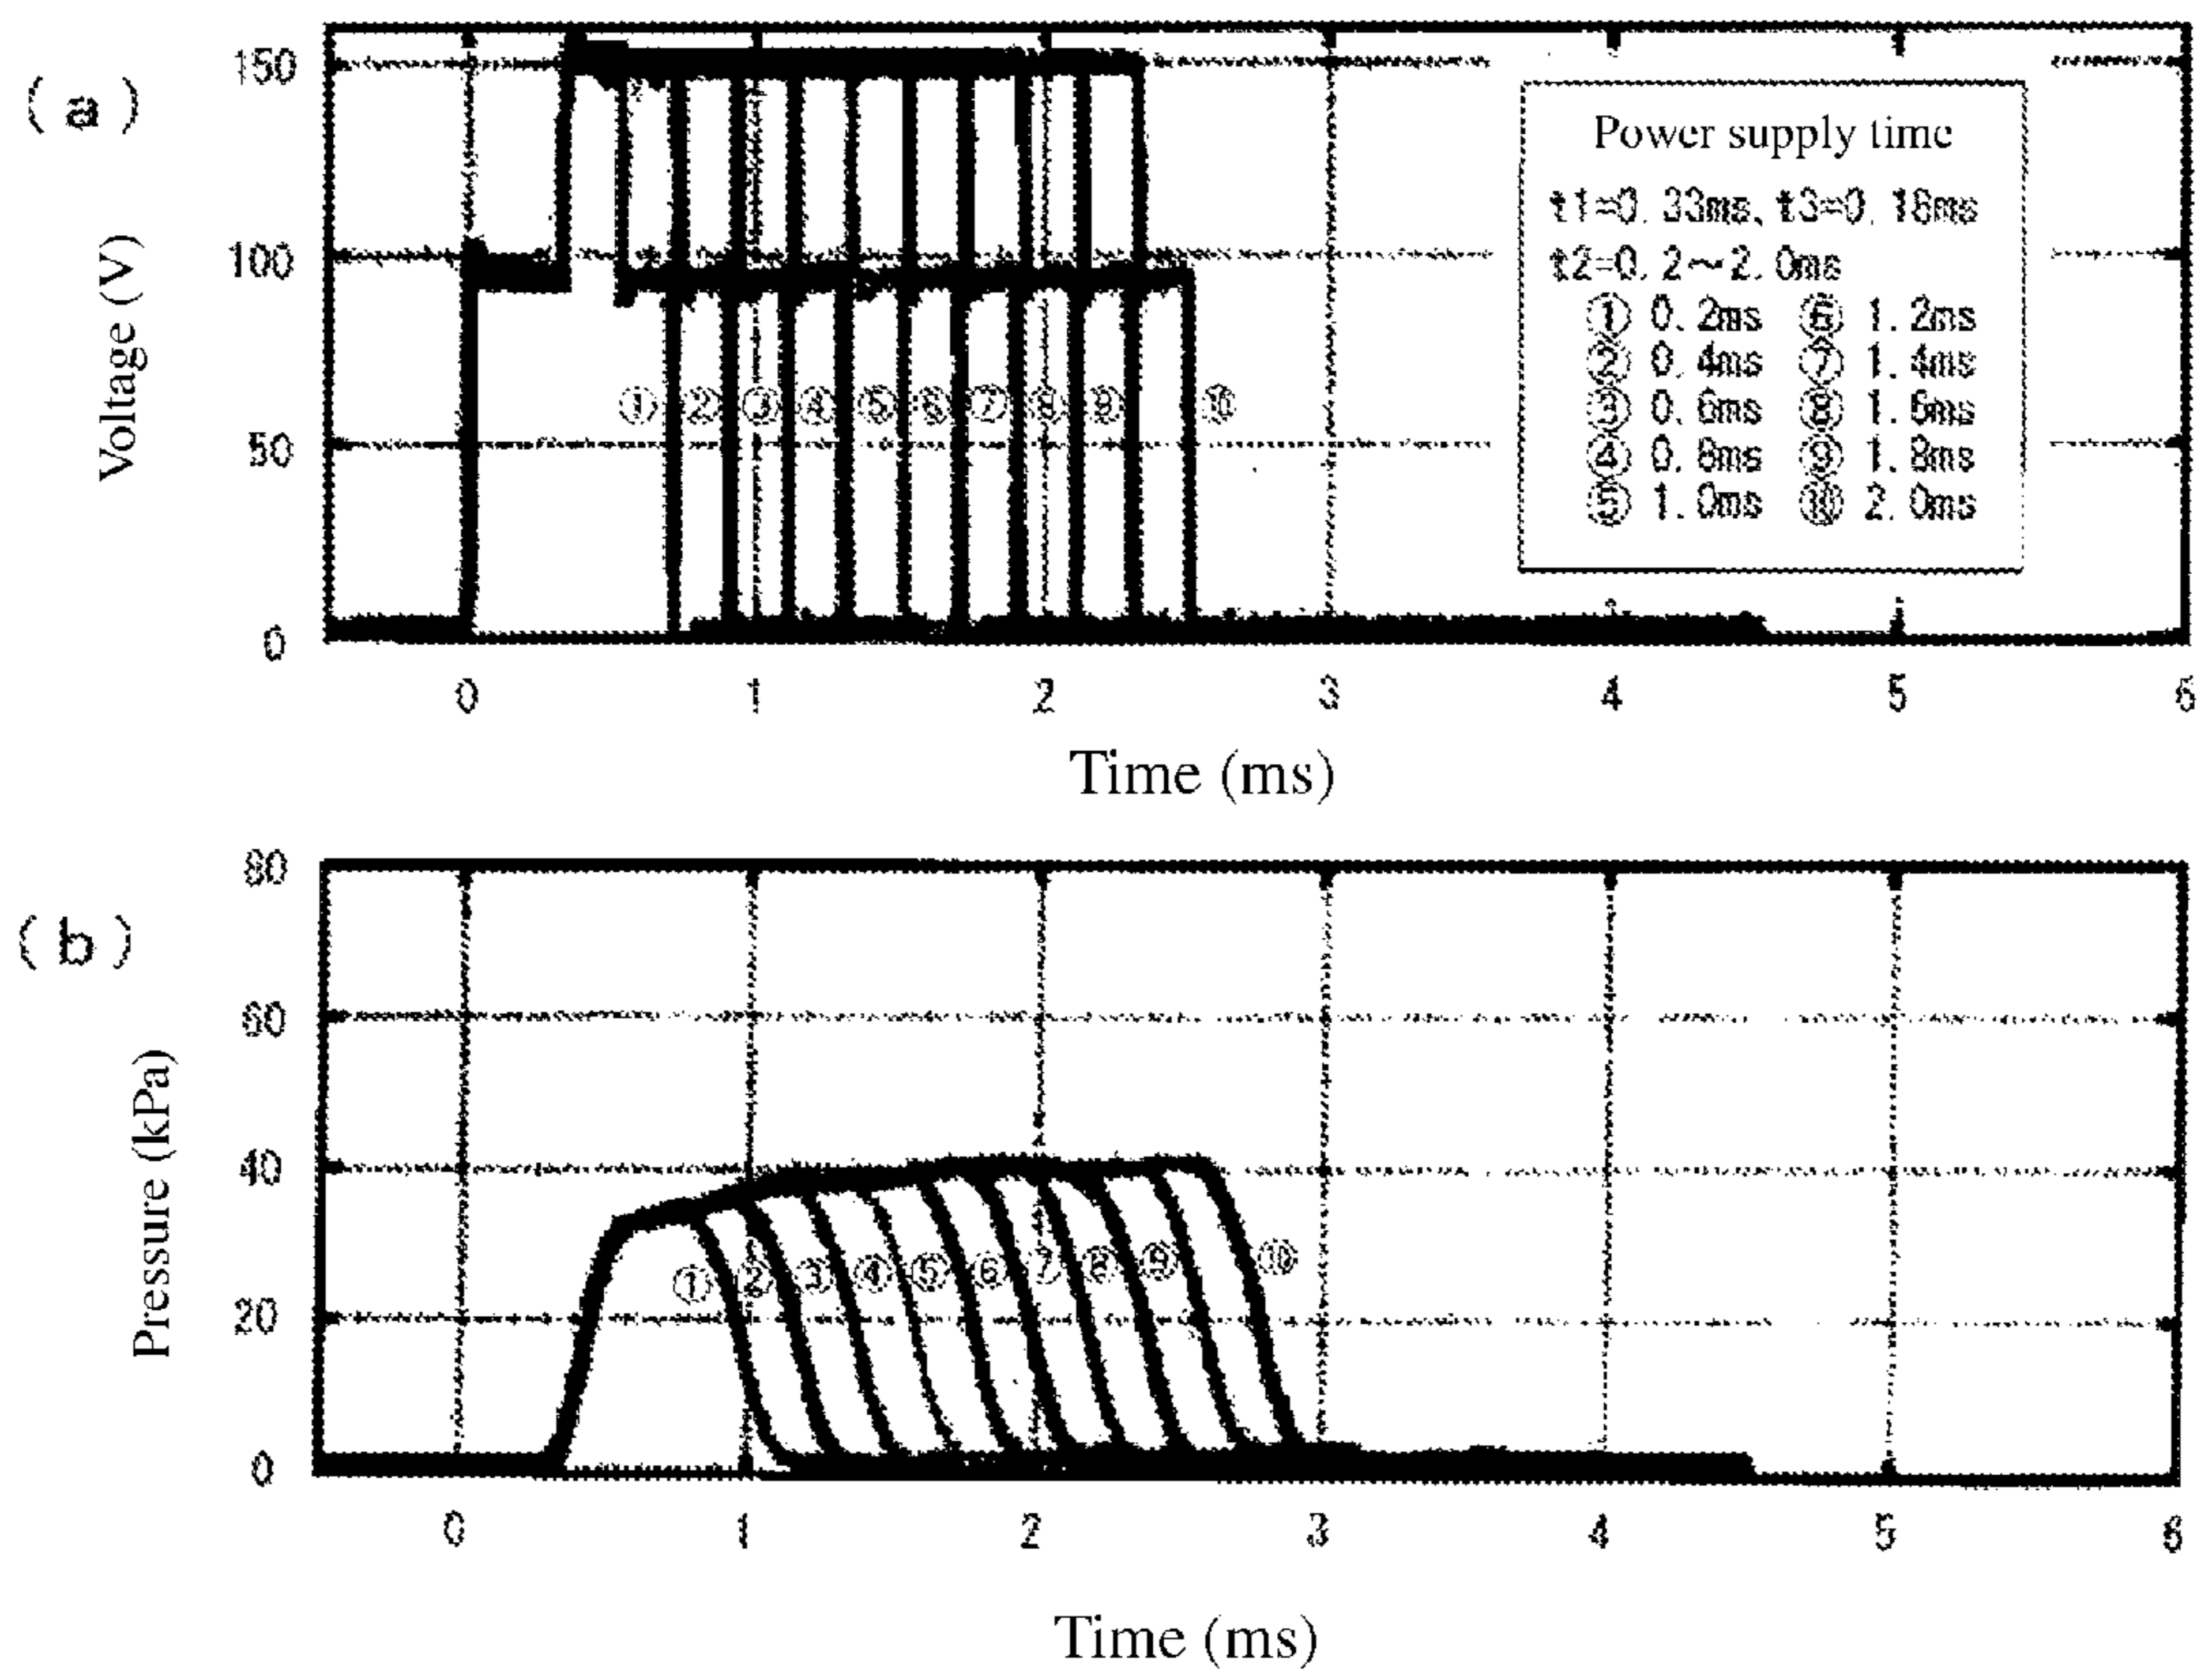 (a)
Voltage (V)
150
100
50
0
Power supply time
t1=0.33ms、t3=0.18ms
t2=0.2～2.0ms
① 0.2ms ⑥ 1.2ms
② 0.4ms ⑦ 1.4ms
③ 0.6ms ⑧ 1.6ms
④ 0.8ms ⑨ 1.8ms
⑤ 1.0ms ⑩ 2.0ms
① ② ③ ④ ⑤ ⑥ ⑦ ⑧ ⑨ ⑩
0 1 2 3 4 5 6
Time (ms)
(b)
Pressure (kPa)
80
60
40
20
0
① ② ③ ④ ⑤ ⑥ ⑦ ⑧ ⑨ ⑩
0 1 2 3 4 5 6
Time (ms)